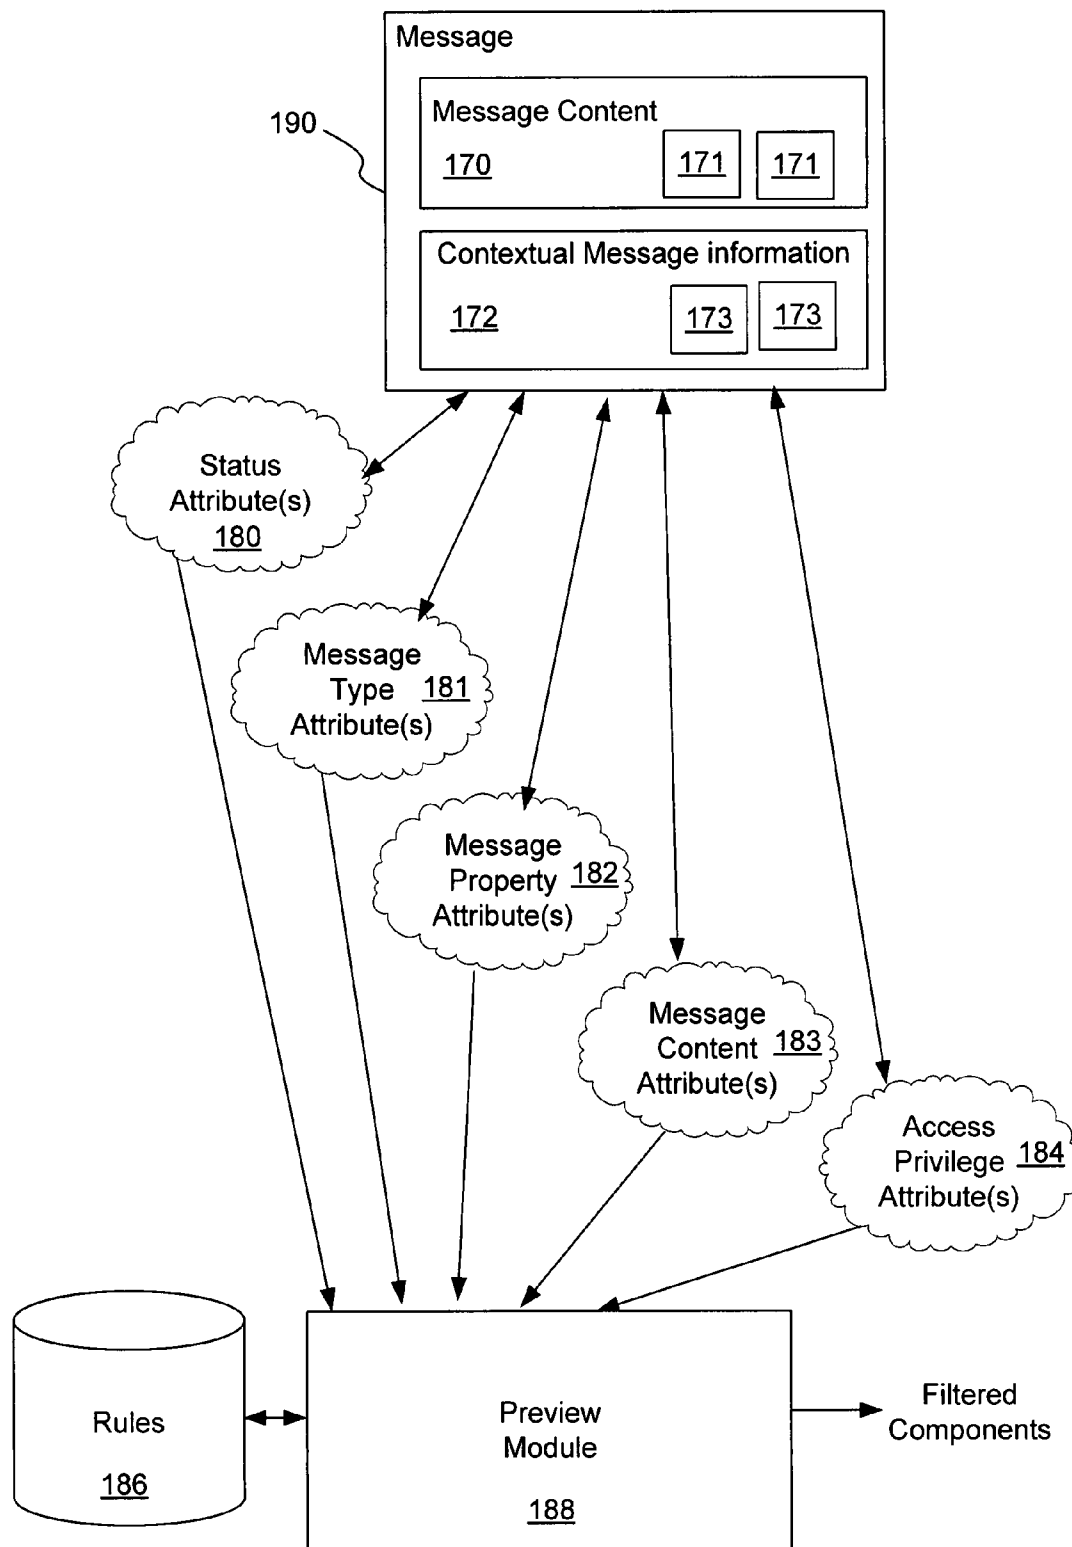 Message
Message Content
190
170
171
171
Contextual Message information
172
173
173
Status
Attribute(s)
180
Message
Type 181
Attribute(s)
Message
Property 182
Attribute(s)
Message
Content 183
Attribute(s)
Access
Privilege 184
Attribute(s)
Rules
186
Preview
Module
188
Filtered
Components